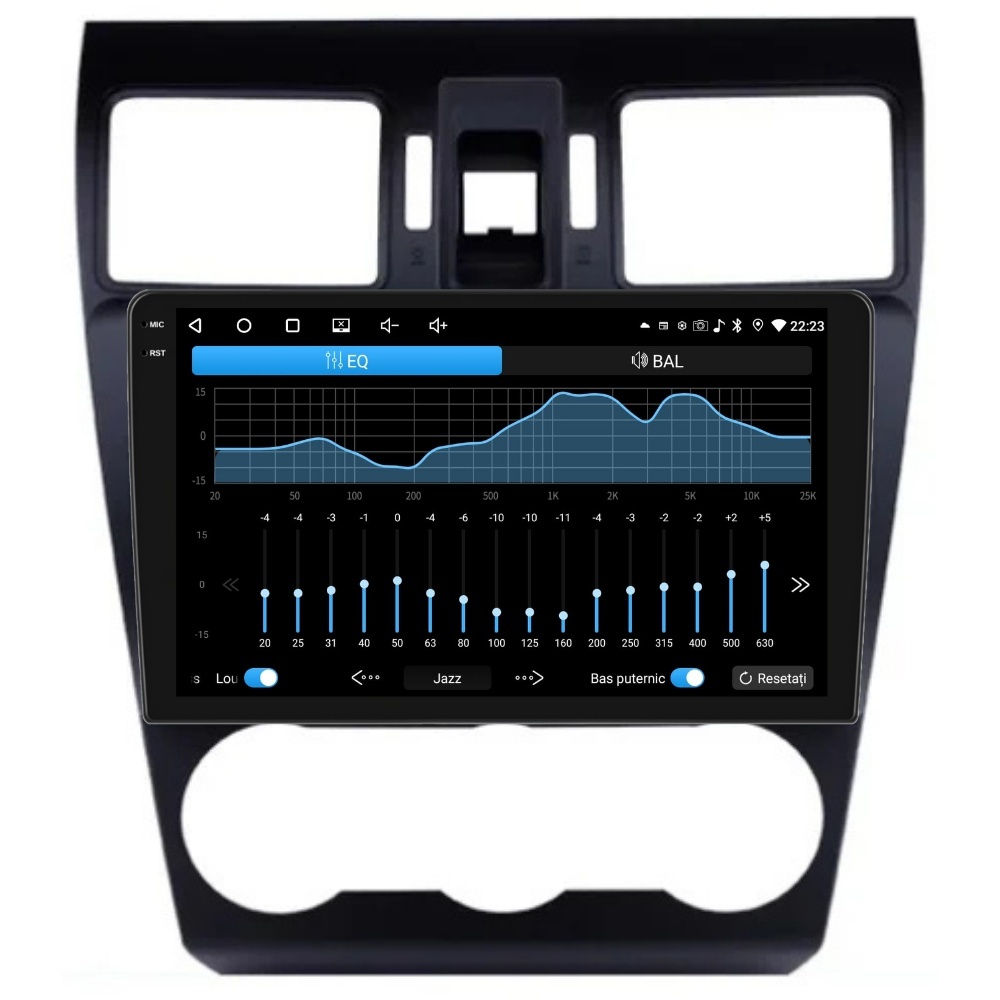 MIC
22:23
RST
EQ
BAL
15
0
-15
20 50 100 200 500 1K 2K 5K 10K 25K
-4 -4 -3 -1 0 -4 -6 -10 -10 -11 -4 -3 -2 -2 +2 +5
15
0
-15
20 25 31 40 50 63 80 100 125 160 200 250 315 400 500 630
s Lou Jazz Bas puternic Resetați